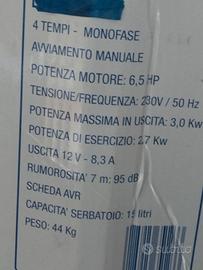 4 TEMPI - MONOFASE
AVVIAMENTO MANUALE
POTENZA MOTORE: 6,5 HP
TENSIONE/FREQUENZA: 230V / 50 Hz
POTENZA MASSIMA IN USCITA: 3,0 Kw
POTENZA DI ESERCIZIO: 2.7 Kw
USCITA 12 V - 8,3 A
RUMOROSITA' 7 m: 95 dB
SCHEDA AVR
CAPACITA' SERBATOIO: 15 litri
PESO: 44 Kg
subito